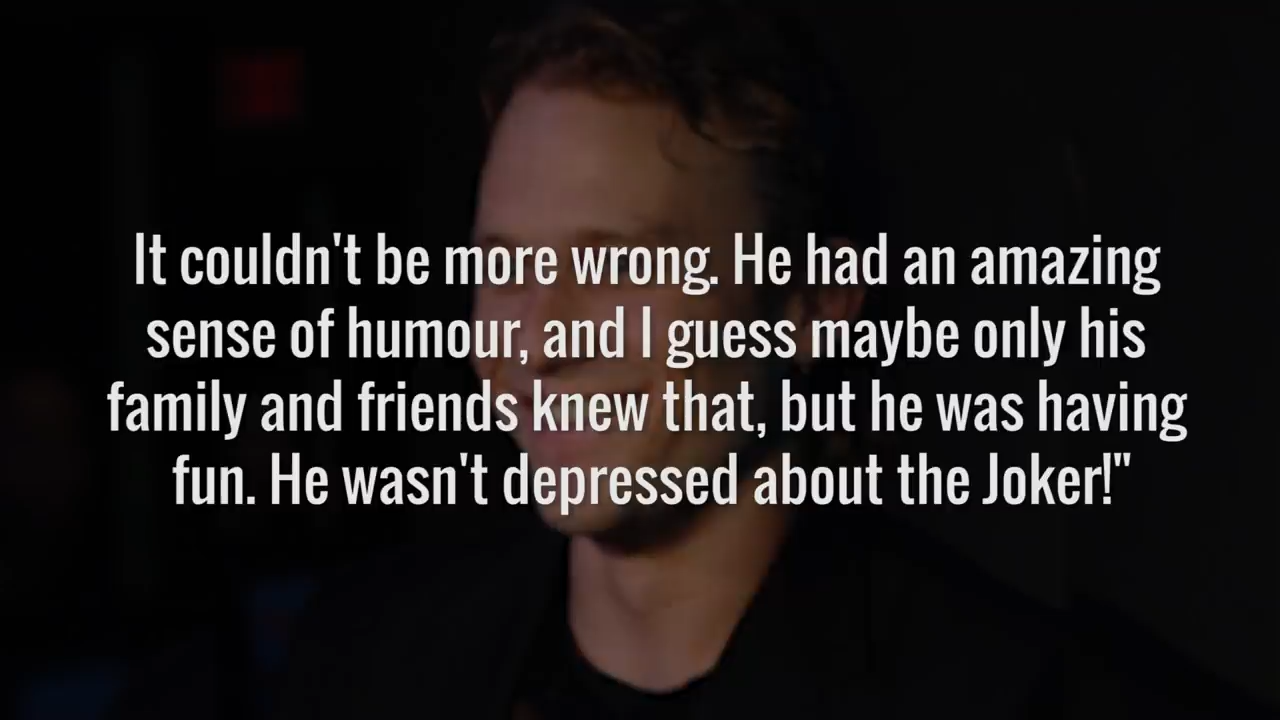 It couldn't be more wrong. He had an amazing
sense of humour, and I guess maybe only his
family and friends knew that, but he was having
fun. He wasn't depressed about the Joker!"